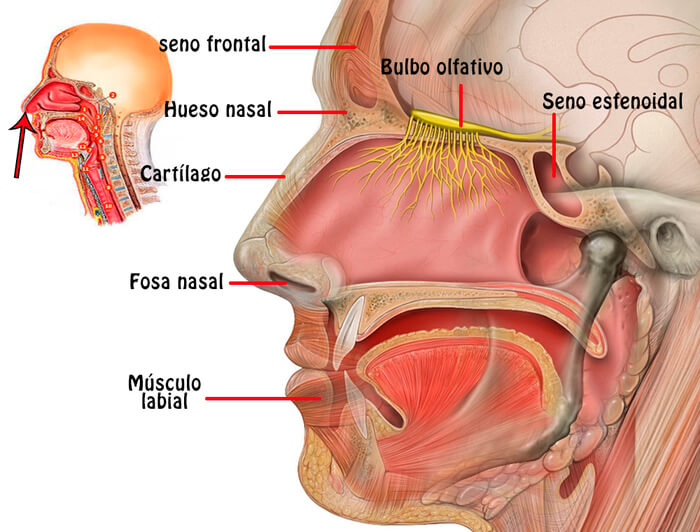 seno frontal
Bulbo olfativo
Seno esfenoidal
Hueso nasal
Cartílago
Fosa nasal
Músculo
labial